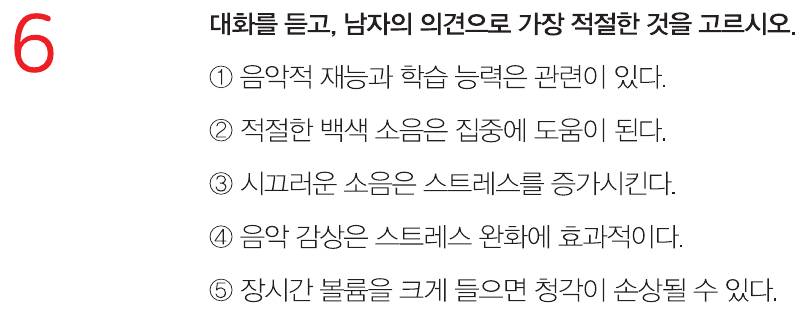 6
대화를 듣고, 남자의 의견으로 가장 적절한 것을 고르시오.
① 음악적 재능과 학습 능력은 관련이 있다.
② 적절한 백색 소음은 집중에 도움이 된다.
③ 시끄러운 소음은 스트레스를 증가시킨다.
④ 음악 감상은 스트레스 완화에 효과적이다.
⑤ 장시간 볼륨을 크게 들으면 청각이 손상될 수 있다.